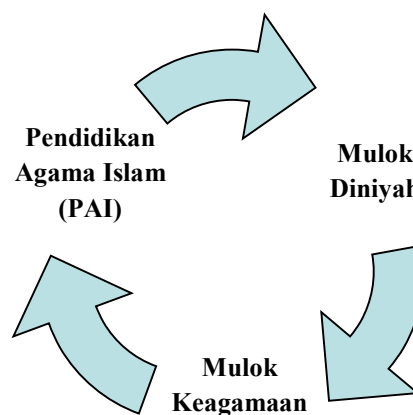 Pendidikan
Agama Islam
(PAI)
Mulok
Diniyah
Mulok
Keagamaan